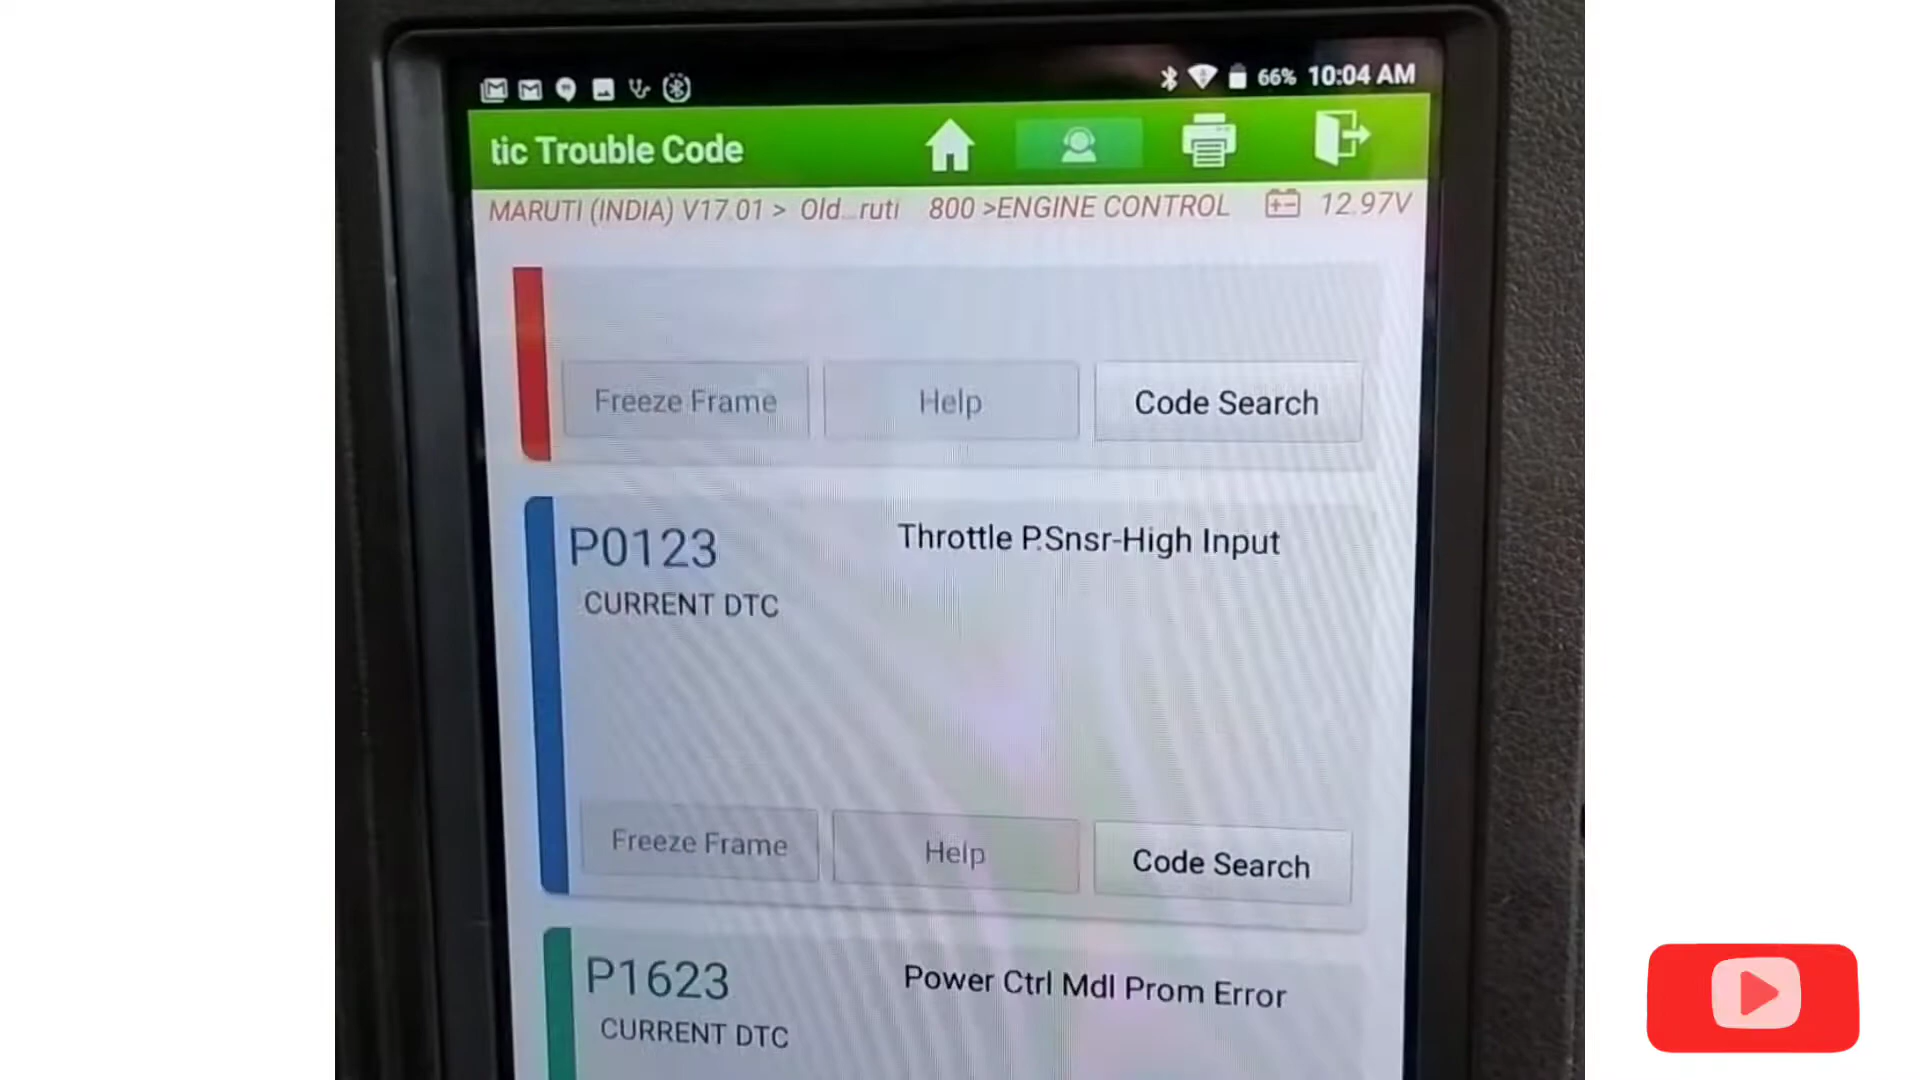 66% 10:04 AM
tic Trouble Code
MARUTI (INDIA) V17.01 > Old...ruti 800 >ENGINE CONTROL 12.97V
Freeze Frame Help Code Search
P0123 Throttle P.Snsr-High Input
CURRENT DTC
Freeze Frame Help Code Search
P1623 Power Ctrl Mdl Prom Error
CURRENT DTC